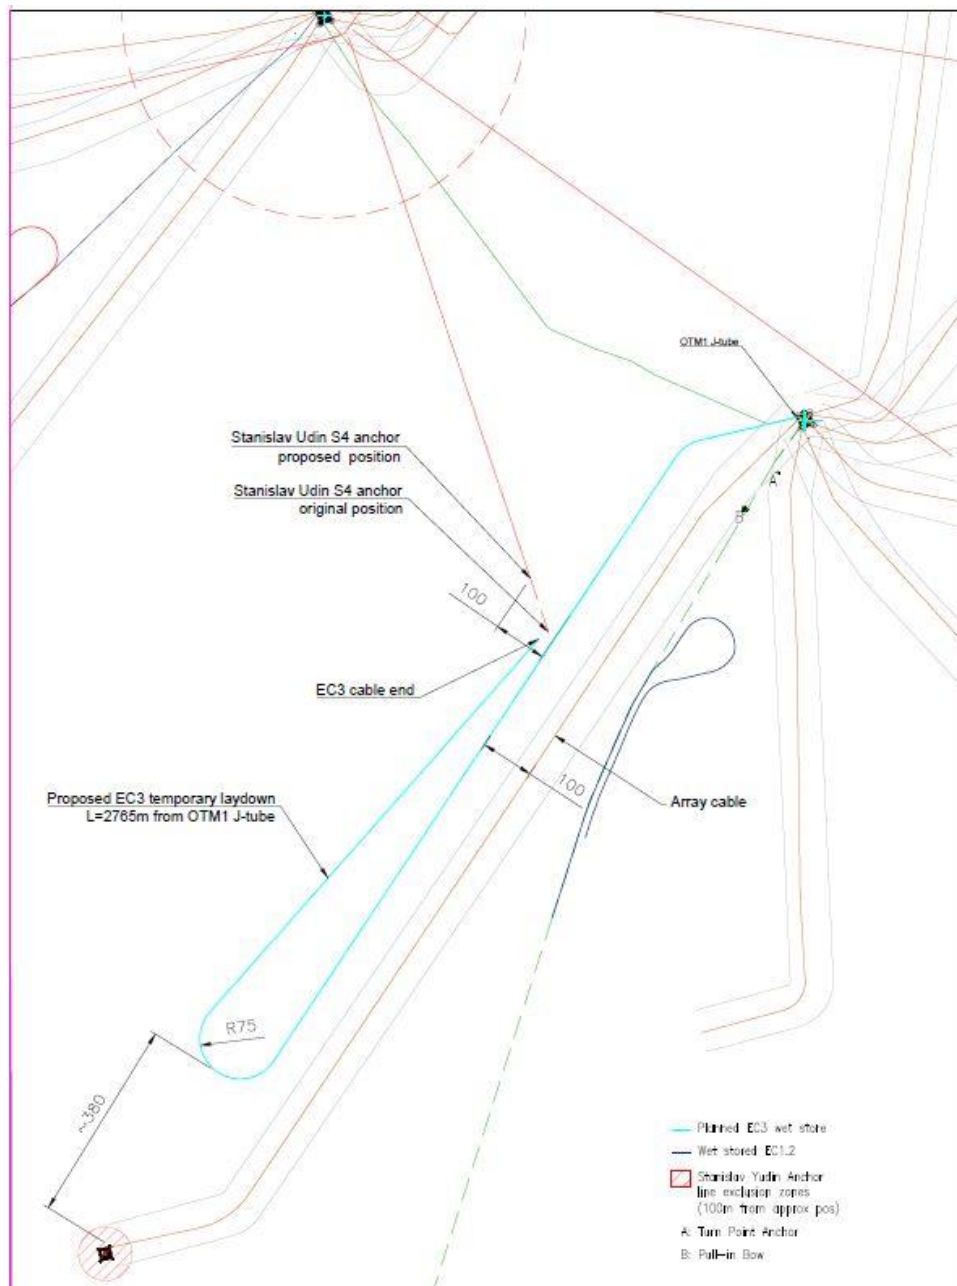 OTM1 J-tube
Stanislav Udin S4 anchor
proposed position
Stanislav Udin S4 anchor
original position
A
B
100
EC3 cable end
100
Proposed EC3 temporary laydown
L=2765m from OTM1 J-tube
Array cable
R75
~380
Planned EC3 wet store
Wet stored EC1.2
Stanislav Yudin Anchor
line exclusion zones
(100m from approx pos)
A: Turn Point Anchor
B: Pull-in Bow